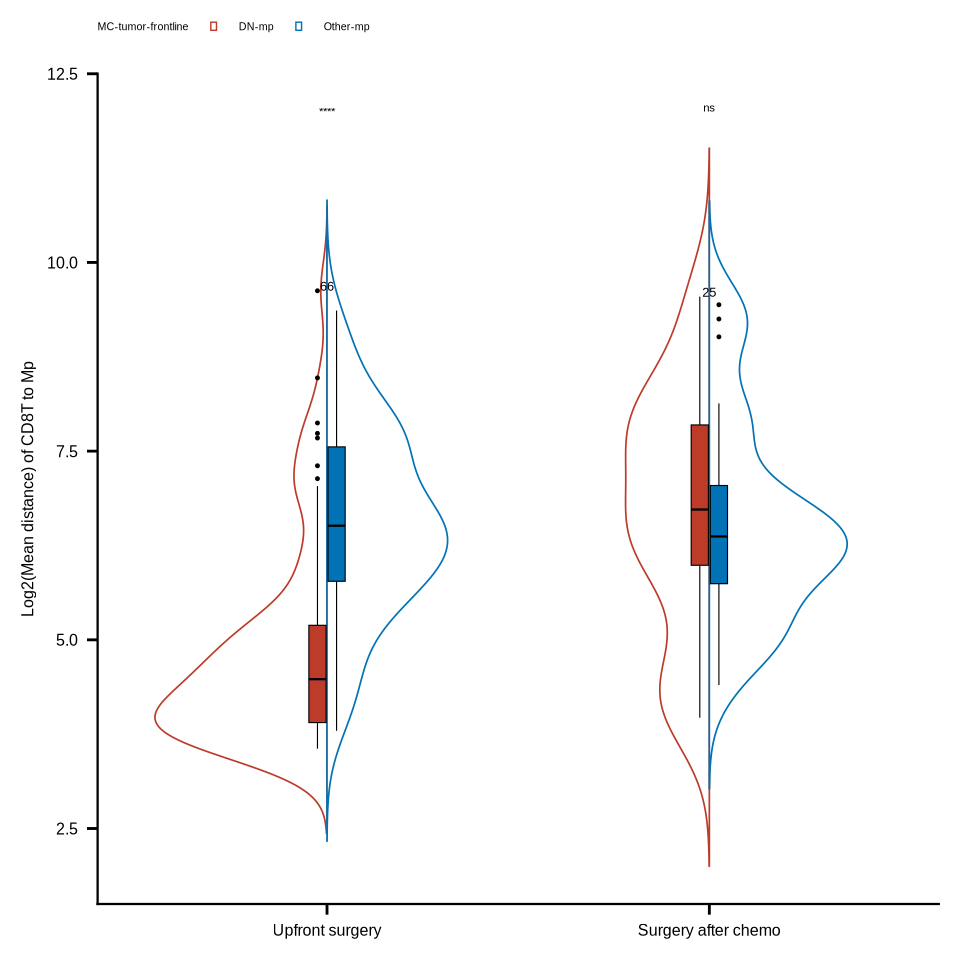 MC-tumor-frontline DN-mp Other-mp
12.5
10.0
7.5
5.0
2.5
Log2(Mean distance) of CD8T to Mp
**** ns
66 25
Upfront surgery Surgery after chemo